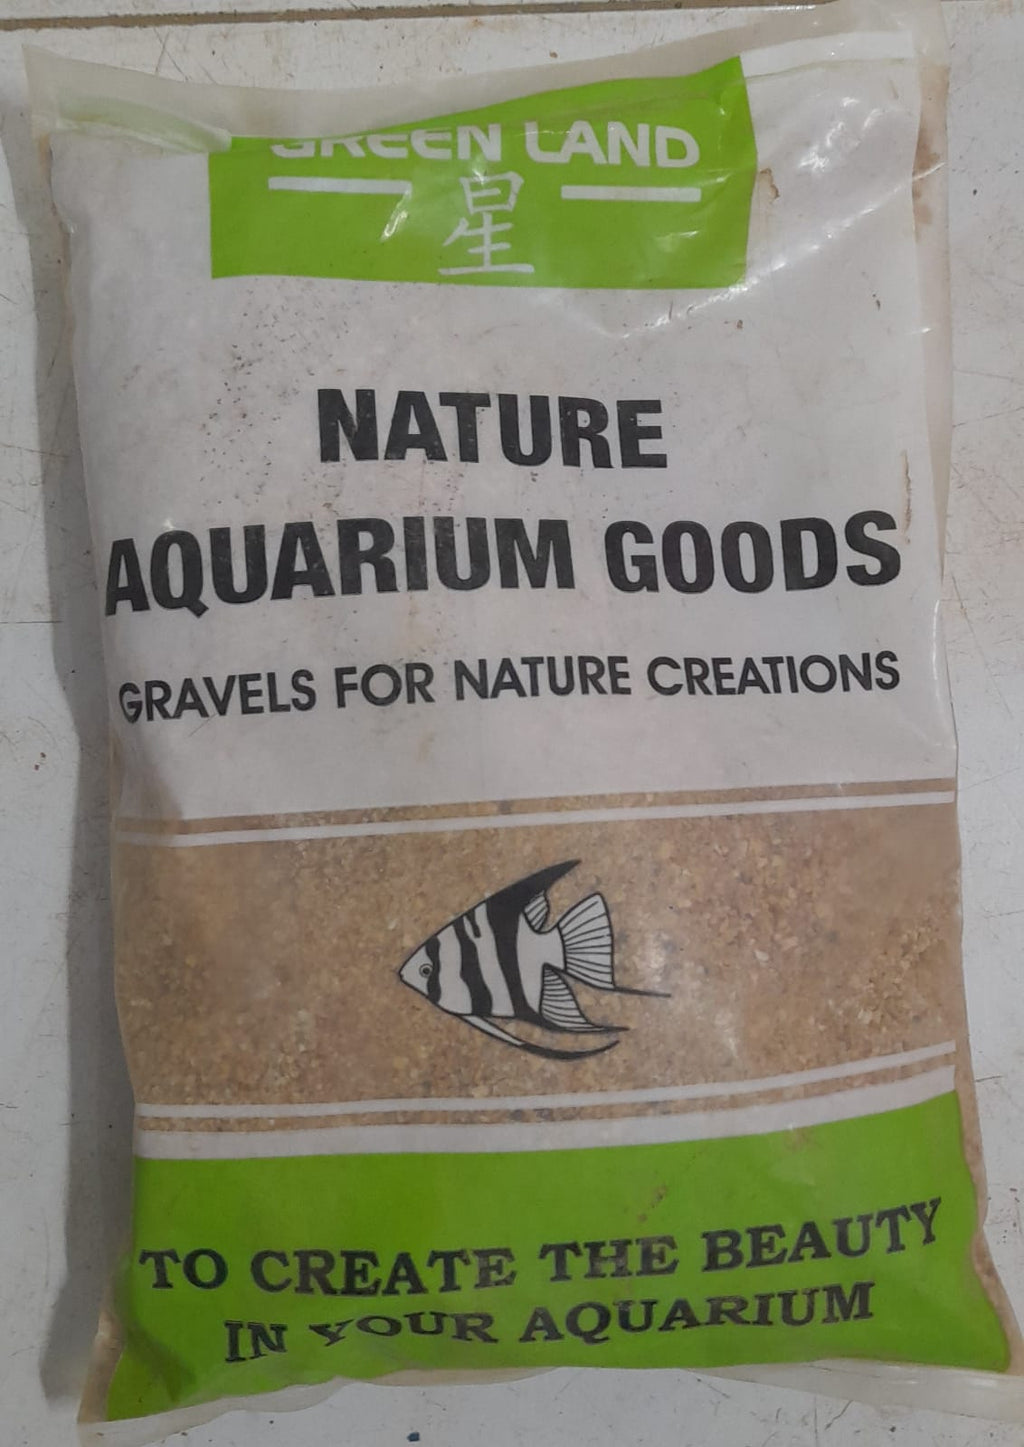 GREEN LAND
星
NATURE
AQUARIUM GOODS
GRAVELS FOR NATURE CREATIONS
TO CREATE THE BEAUTY
IN YOUR AQUARIUM